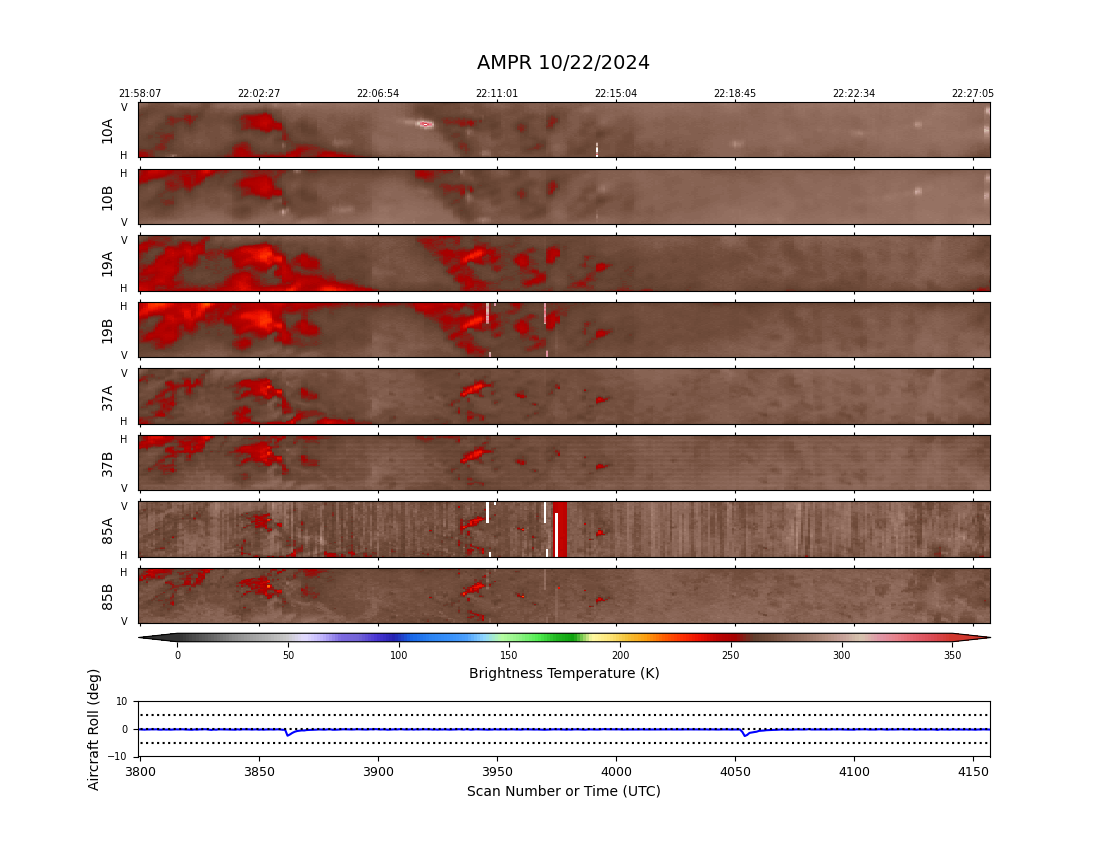 AMPR 10/22/2024
21:58:07 22:02:27 22:06:54 22:11:01 22:15:04 22:18:45 22:22:34 22:27:05
V
10A
H
H
10B
V
V
19A
H
H
19B
V
V
37A
H
H
37B
V
V
85A
H
H
85B
V
0 50 100 150 200 250 300 350
Brightness Temperature (K)
Aircraft Roll (deg)
10
0
−10
3800 3850 3900 3950 4000 4050 4100 4150
Scan Number or Time (UTC)